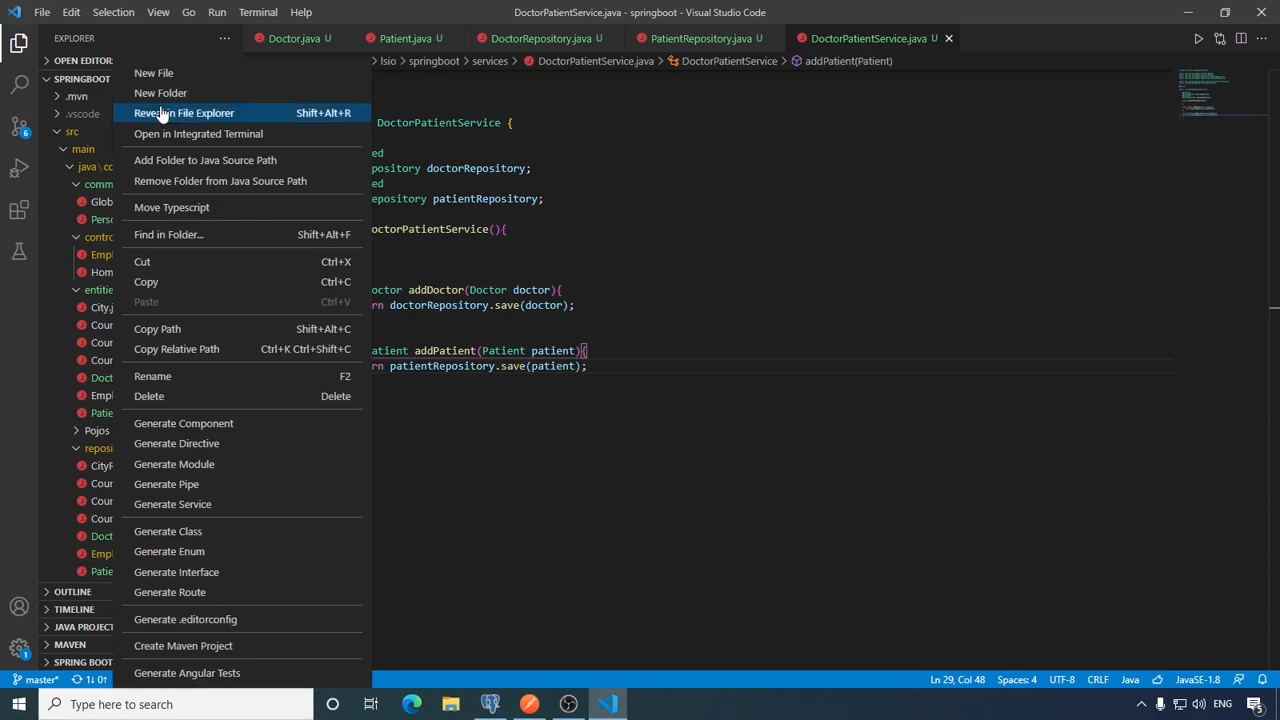 File Edit Selection View Go Run Terminal Help
DoctorPatientService.java - springboot - Visual Studio Code
EXPLORER
Doctor.java U
Patient.java U
DoctorRepository.java U
PatientRepository.java U
DoctorPatientService.java U
lsio > springboot > services > DoctorPatientService.java > DoctorPatientService > addPatient(Patient)
OPEN EDITOR
SPRINGBOOT
.mvn
.vscode
src
main
java\co
comm
Glob
Perso
contro
Empl
Hom
entitie
City.j
Cour
Cour
Cour
Doct
Empl
Patie
Pojos
reposi
CityR
Cour
Cour
Cour
Doct
Empl
Patie
OUTLINE
TIMELINE
JAVA PROJECT
MAVEN
SPRING BOOT
New File
New Folder
Reveal in File Explorer Shift+Alt+R
Open in Integrated Terminal
Add Folder to Java Source Path
Remove Folder from Java Source Path
Move Typescript
Find in Folder... Shift+Alt+F
Cut Ctrl+X
Copy Ctrl+C
Paste Ctrl+V
Copy Path Shift+Alt+C
Copy Relative Path Ctrl+K Ctrl+Shift+C
Rename F2
Delete Delete
Generate Component
Generate Directive
Generate Module
Generate Pipe
Generate Service
Generate Class
Generate Enum
Generate Interface
Generate Route
Generate .editorconfig
Create Maven Project
Generate Angular Tests
DoctorPatientService {
ed
epository doctorRepository;
ed
epository patientRepository;
octorPatientService(){
octor addDoctor(Doctor doctor){
rn doctorRepository.save(doctor);
atient addPatient(Patient patient){
rn patientRepository.save(patient);
6
1
master* 1↓ 0↑
Ln 29, Col 48 Spaces: 4 UTF-8 CRLF Java JavaSE-1.8
Type here to search
ENG
5